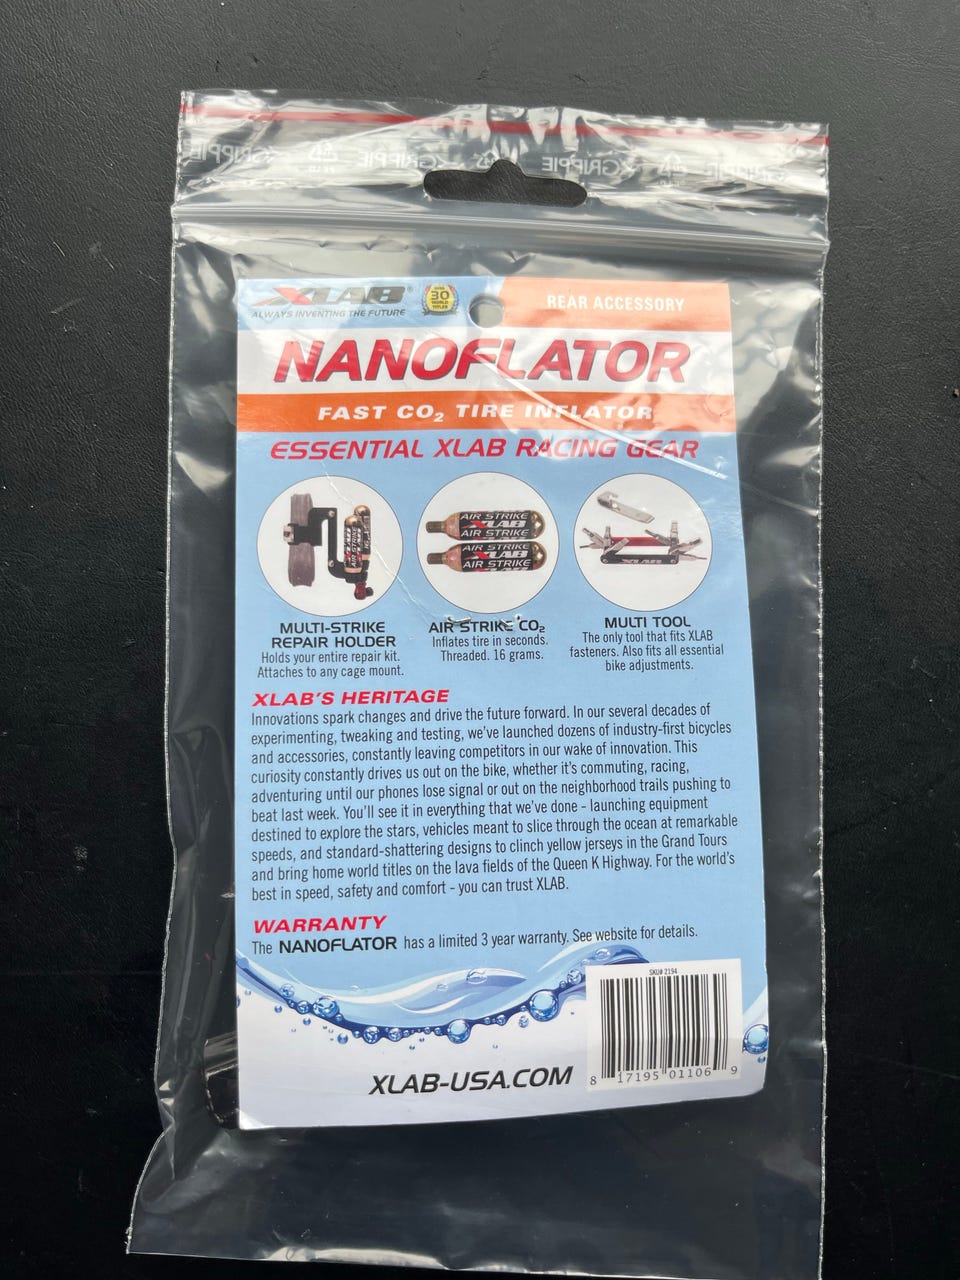 GRIPPIE GRIPPIE GRIPPIE GRIPPIE
XLAB®
ALWAYS INVENTING THE FUTURE
OVER
30
WORLD
TITLES
REAR ACCESSORY
NANOFLATOR
FAST CO₂ TIRE INFLATOR
ESSENTIAL XLAB RACING GEAR
AIR STRIKE
XLAB
AIR STRIKE
AIR STRIKE
XLAB
AIR STRIKE
XLAB
MULTI-STRIKE
REPAIR HOLDER
Holds your entire repair kit.
Attaches to any cage mount.
AIR STRIKE CO₂
Inflates tire in seconds.
Threaded. 16 grams.
MULTI TOOL
The only tool that fits XLAB
fasteners. Also fits all essential
bike adjustments.
XLAB'S HERITAGE
Innovations spark changes and drive the future forward. In our several decades of
experimenting, tweaking and testing, we've launched dozens of industry-first bicycles
and accessories, constantly leaving competitors in our wake of innovation. This
curiosity constantly drives us out on the bike, whether it's commuting, racing,
adventuring until our phones lose signal or out on the neighborhood trails pushing to
beat last week. You'll see it in everything that we've done - launching equipment
destined to explore the stars, vehicles meant to slice through the ocean at remarkable
speeds, and standard-shattering designs to clinch yellow jerseys in the Grand Tours
and bring home world titles on the lava fields of the Queen K Highway. For the world's
best in speed, safety and comfort - you can trust XLAB.
WARRANTY
The NANOFLATOR has a limited 3 year warranty. See website for details.
SKU# 2194
8 17195 01106 9
XLAB-USA.COM